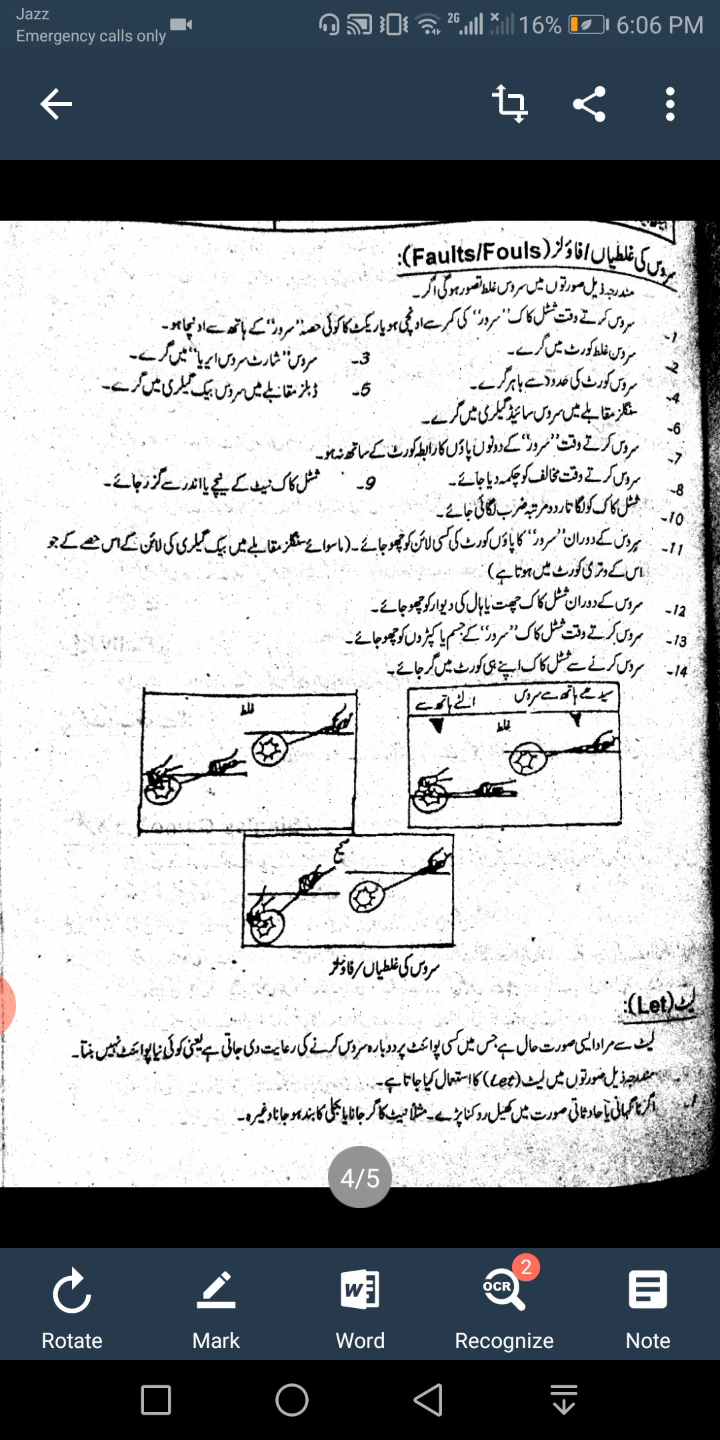 Jazz
Emergency calls only
2G 16% 6:06 PM
سروس کی غلطیاں/فاؤلز (Faults/Fouls):
مندرجہ ذیل صورتوں میں سروس غلط تصور ہوگی اگر۔
1- سروس کرتے وقت شٹل کاک "سرور" کی کمر سے اونچی ہو یا ریکٹ کا کوئی حصہ "سرور" کے ہاتھ سے اونچا ہو۔
2- سروس غلط کورٹ میں گرے۔ 3- سروس "شارٹ سروس ایریا" میں گرے۔
4- سروس کورٹ کی حدود سے باہر گرے۔ 5- ڈبلز مقابلے میں سروس بیک گیلری میں گرے۔
6- سنگلز مقابلے میں سروس سائیڈ گیلری میں گرے۔
7- سروس کرتے وقت "سرور" کے دونوں پاؤں کا رابطہ کورٹ کے ساتھ نہ ہو۔
8- سروس کرتے وقت مخالف کو چکمہ دیا جائے۔ 9- شٹل کاک نیٹ کے نیچے یا اندر سے گزر جائے۔
10- شٹل کاک کو لگاتار دو مرتبہ ضرب لگائی جائے۔
11- سروس کے دوران "سرور" کا پاؤں کورٹ کی کسی لائن کو چھو جائے۔ (ماسوائے سنگلز مقابلے میں بیک گیلری کی لائن کے اس حصے کے جو
اس کے وتری کورٹ میں ہوتا ہے)
12- سروس کے دوران شٹل کاک چھت یا ہال کی دیوار کو چھو جائے۔
13- سروس کرتے وقت شٹل کاک "سرور" کے جسم یا کپڑوں کو چھو جائے۔
14- سروس کرنے سے شٹل کاک اپنے ہی کورٹ میں گر جائے۔
سیدھے ہاتھ سے سروس الٹے ہاتھ سے
غلط
غلط
صحیح
سروس کی غلطیاں/فاؤلز
لیٹ (Let):
لیٹ سے مراد ایسی صورت حال ہے جس میں کسی پوائنٹ پر دوبارہ سروس کرنے کی رعایت دی جاتی ہے یعنی کوئی نیا پوائنٹ نہیں بنتا۔
مندرجہ ذیل صورتوں میں لیٹ (Let) کا استعمال کیا جاتا ہے۔
اگر ناگہانی یا حادثاتی صورت میں کھیل روکنا پڑے۔ مثلاً نیٹ کا گر جانا یا بجلی کا بند ہو جانا وغیرہ۔
4/5
2
OCR
Rotate Mark Word Recognize Note